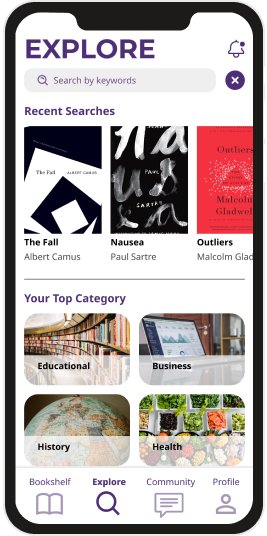 EXPLORE
Search by keywords
Recent Searches
The Fall
ALBERT CAMUS
PAUL
SARTRE
Outliers
Malcolm
Gladwel
The Fall
Nausea
Outliers
Albert Camus
Paul Sartre
Malcolm Glad
Your Top Category
Educational
Business
History
Health
Bookshelf
Explore
Community
Profile